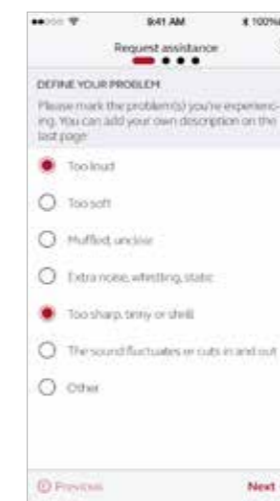 9:41 AM 100%
Request assistance
DEFINE YOUR PROBLEM
Please mark the problem(s) you're experienc-
ing. You can add your own description on the
last page
Too loud
Too soft
Muffled, unclear
Extra noise, whistling, static
Too sharp, tinny or shrill
The sound fluctuates or cuts in and out
Other
Previous Next